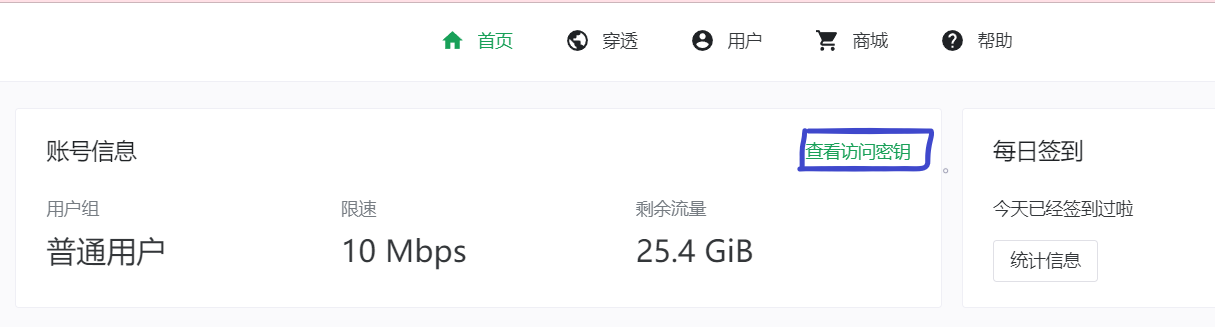 首页 穿透 用户 商城 帮助
账号信息 查看访问密钥
用户组 限速 剩余流量
普通用户 10 Mbps 25.4 GiB
每日签到
今天已经签到过啦
统计信息